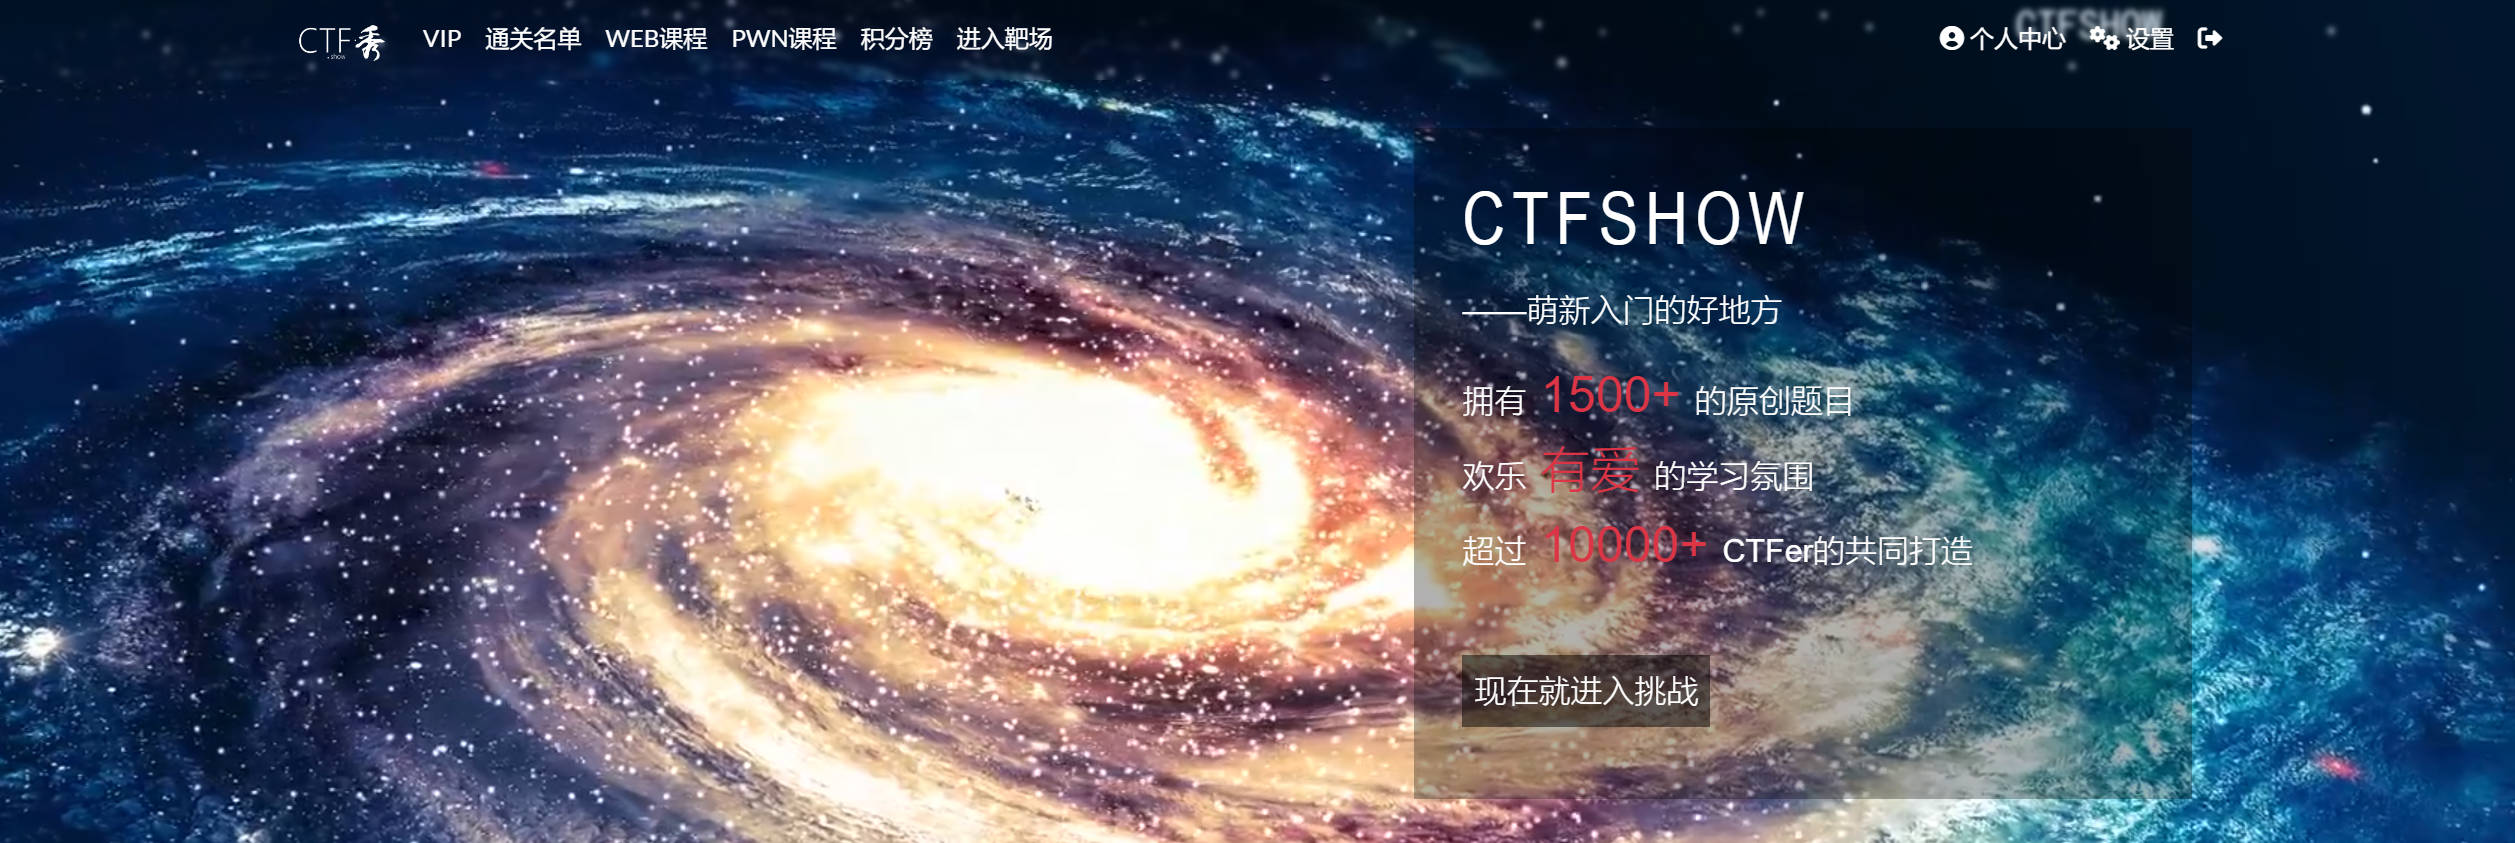 CTF秀
.show
VIP 通关名单 WEB课程 PWN课程 积分榜 进入靶场
CTFSHOW
个人中心 设置
CTFSHOW
——萌新入门的好地方
拥有 1500+ 的原创题目
欢乐 有爱 的学习氛围
超过 10000+ CTFer的共同打造
现在就进入挑战